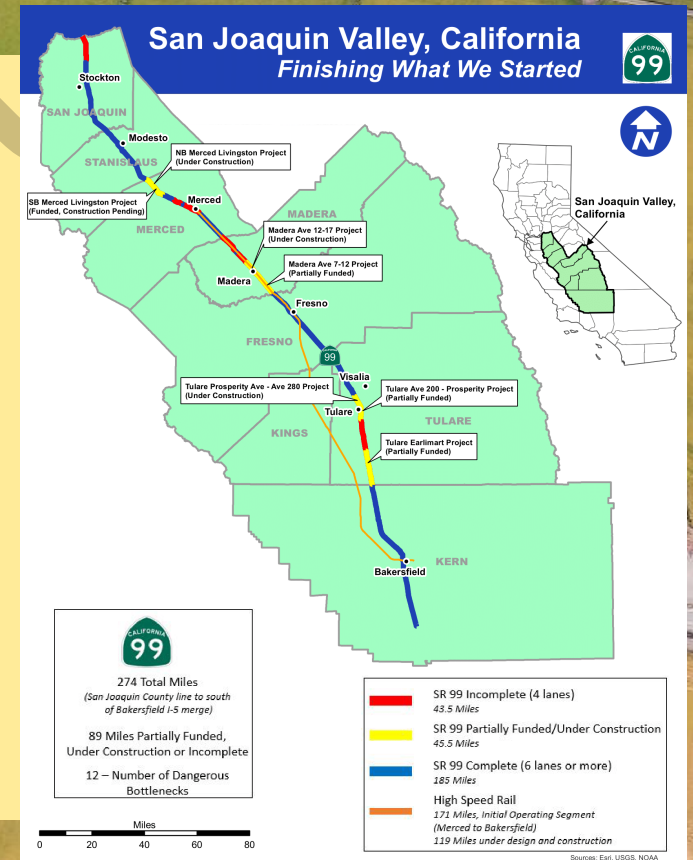 San Joaquin Valley, California
Finishing What We Started
CALIFORNIA
99
N
Stockton
SAN JOAQUIN
Modesto
STANISLAUS
NB Merced Livingston Project
(Under Construction)
SB Merced Livingston Project
(Funded, Construction Pending)
Merced
MERCED
MADERA
Madera Ave 12-17 Project
(Under Construction)
Madera Ave 7-12 Project
(Partially Funded)
Madera
Fresno
FRESNO
99
San Joaquin Valley,
California
Visalia
Tulare Prosperity Ave - Ave 280 Project
(Under Construction)
Tulare Ave 200 - Prosperity Project
(Partially Funded)
Tulare
TULARE
KINGS
Tulare Earlimart Project
(Partially Funded)
KERN
Bakersfield
CALIFORNIA
99
274 Total Miles
(San Joaquin County line to south
of Bakersfield I-5 merge)
89 Miles Partially Funded,
Under Construction or Incomplete
12 – Number of Dangerous
Bottlenecks
SR 99 Incomplete (4 lanes)
43.5 Miles
SR 99 Partially Funded/Under Construction
45.5 Miles
SR 99 Complete (6 lanes or more)
185 Miles
High Speed Rail
171 Miles, Initial Operating Segment
(Merced to Bakersfield)
119 Miles under design and construction
Miles
0 20 40 60 80
Sources: Esri, USGS, NOAA